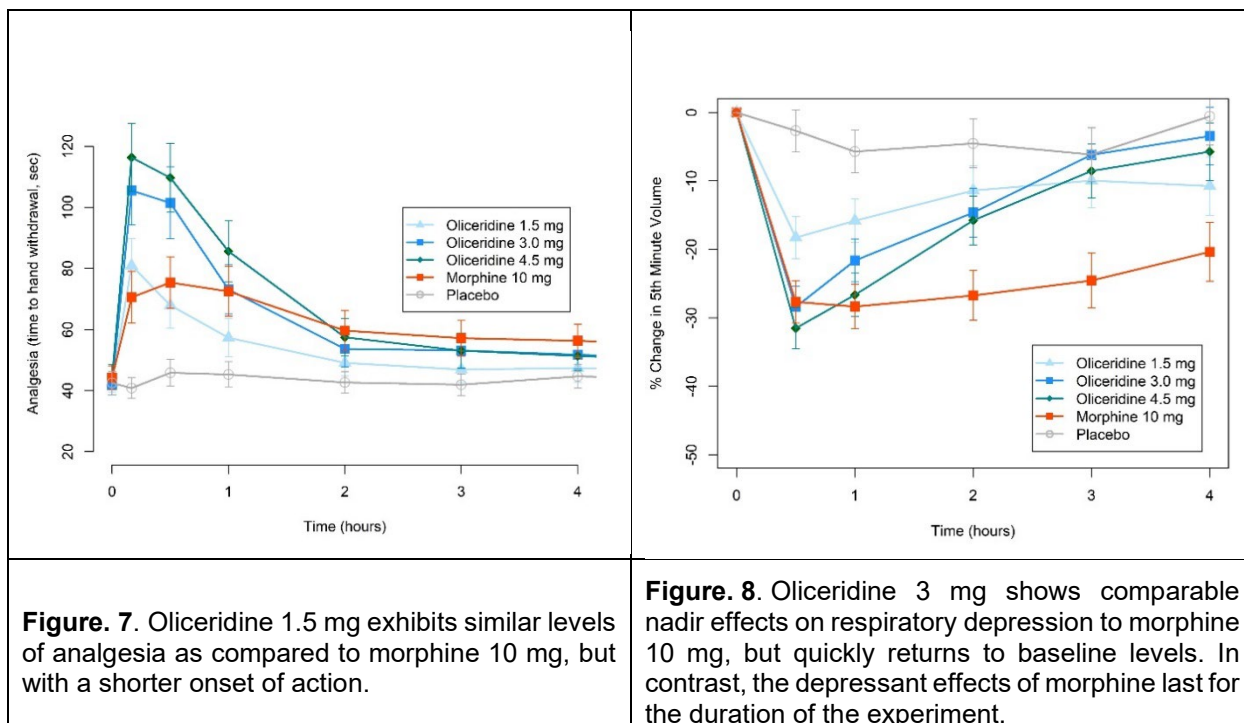 Analgesia (time to hand withdrawal, sec)
120
100
80
60
40
20
Oliceridine 1.5 mg
Oliceridine 3.0 mg
Oliceridine 4.5 mg
Morphine 10 mg
Placebo
0 1 2 3 4
Time (hours)
Figure. 7. Oliceridine 1.5 mg exhibits similar levels
of analgesia as compared to morphine 10 mg, but
with a shorter onset of action.
% Change in 5th Minute Volume
0
-10
-20
-30
-40
-50
Oliceridine 1.5 mg
Oliceridine 3.0 mg
Oliceridine 4.5 mg
Morphine 10 mg
Placebo
0 1 2 3 4
Time (hours)
Figure. 8. Oliceridine 3 mg shows comparable
nadir effects on respiratory depression to morphine
10 mg, but quickly returns to baseline levels. In
contrast, the depressant effects of morphine last for
the duration of the experiment.